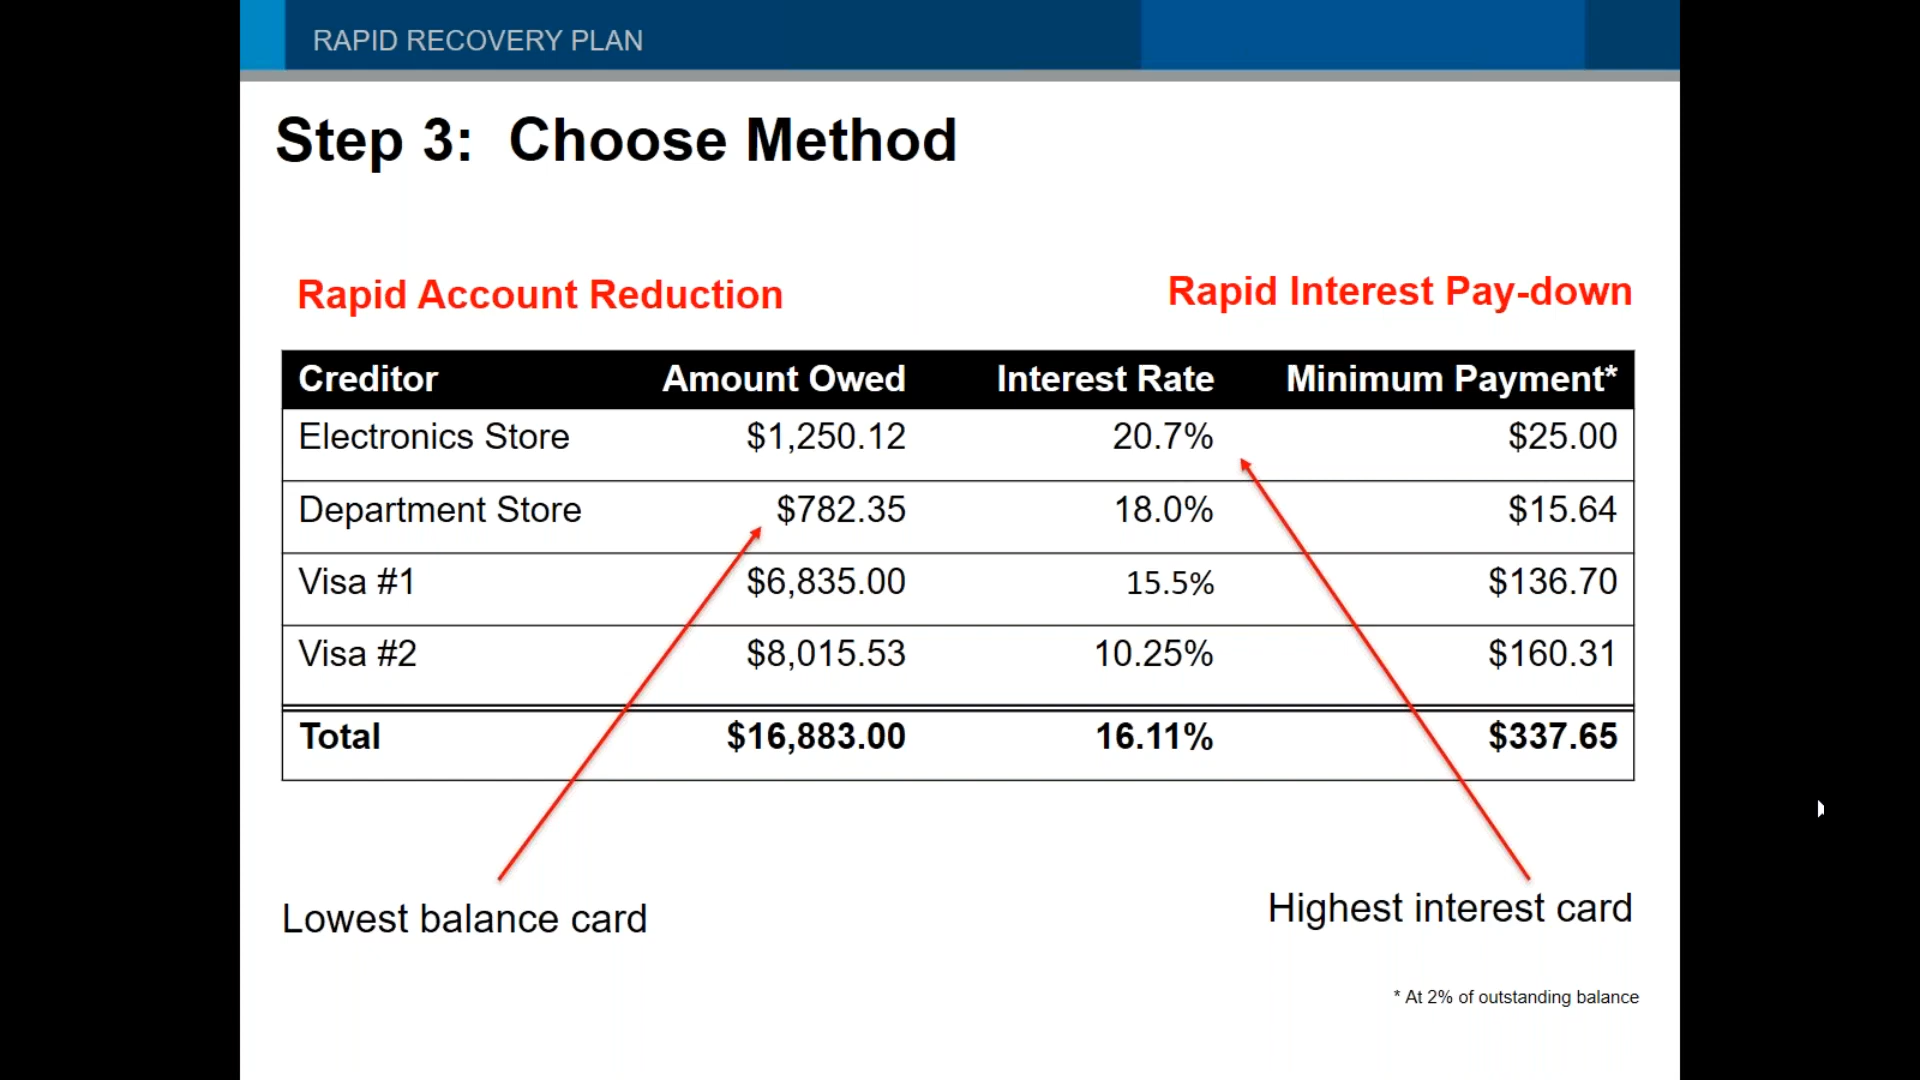 RAPID RECOVERY PLAN
Step 3: Choose Method
Rapid Account Reduction Rapid Interest Pay-down
Creditor Amount Owed Interest Rate Minimum Payment*
Electronics Store $1,250.12 20.7% $25.00
Department Store $782.35 18.0% $15.64
Visa #1 $6,835.00 15.5% $136.70
Visa #2 $8,015.53 10.25% $160.31
Total $16,883.00 16.11% $337.65
Lowest balance card Highest interest card
* At 2% of outstanding balance